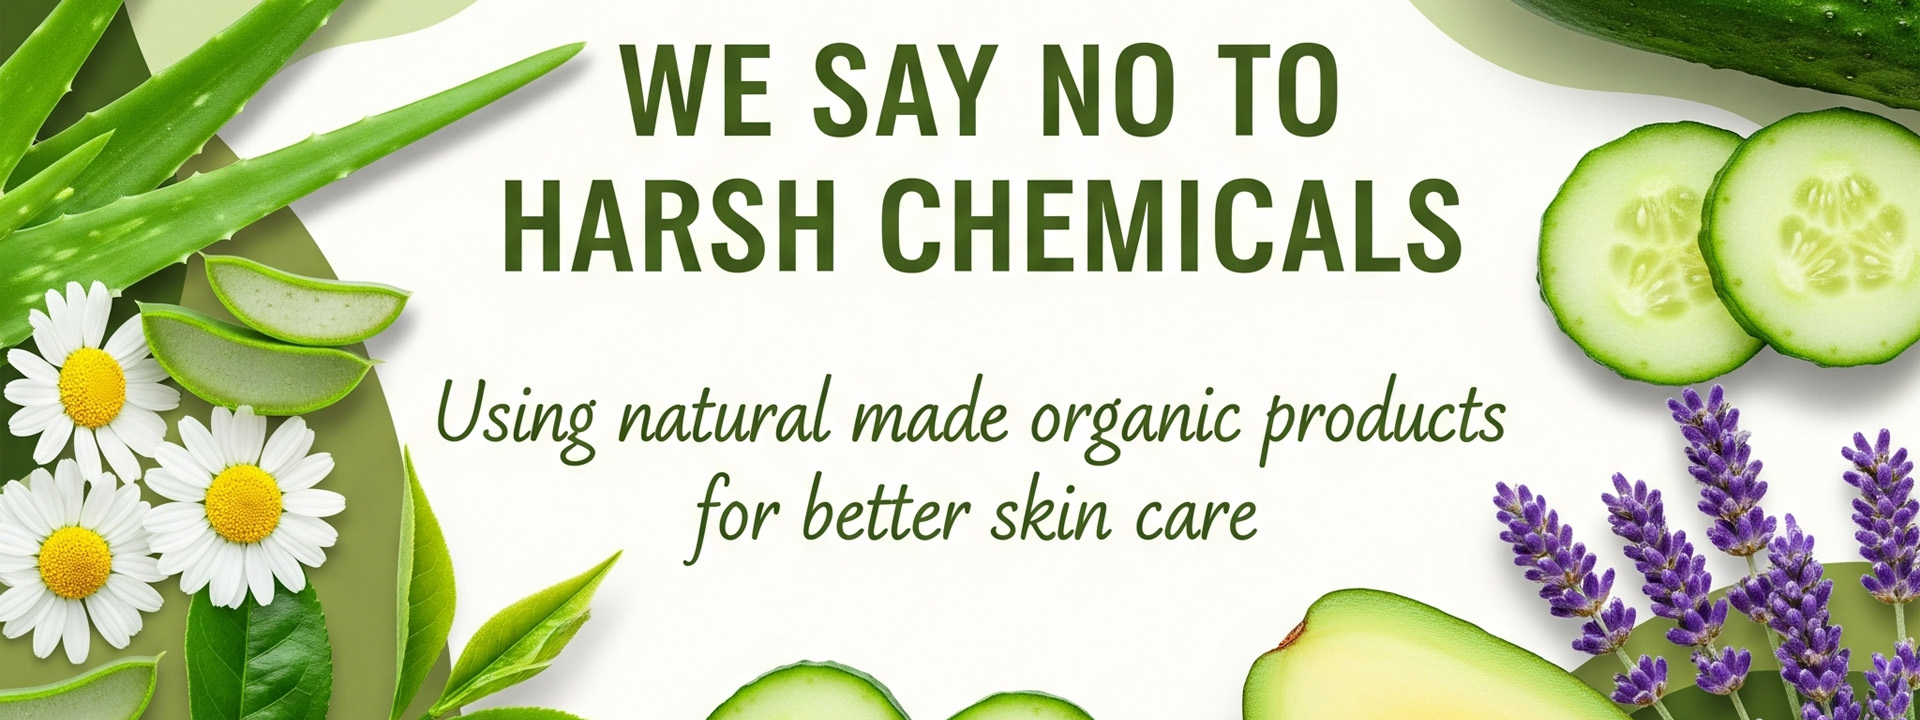 WE SAY NO TO
HARSH CHEMICALS
Using natural made organic products
for better skin care